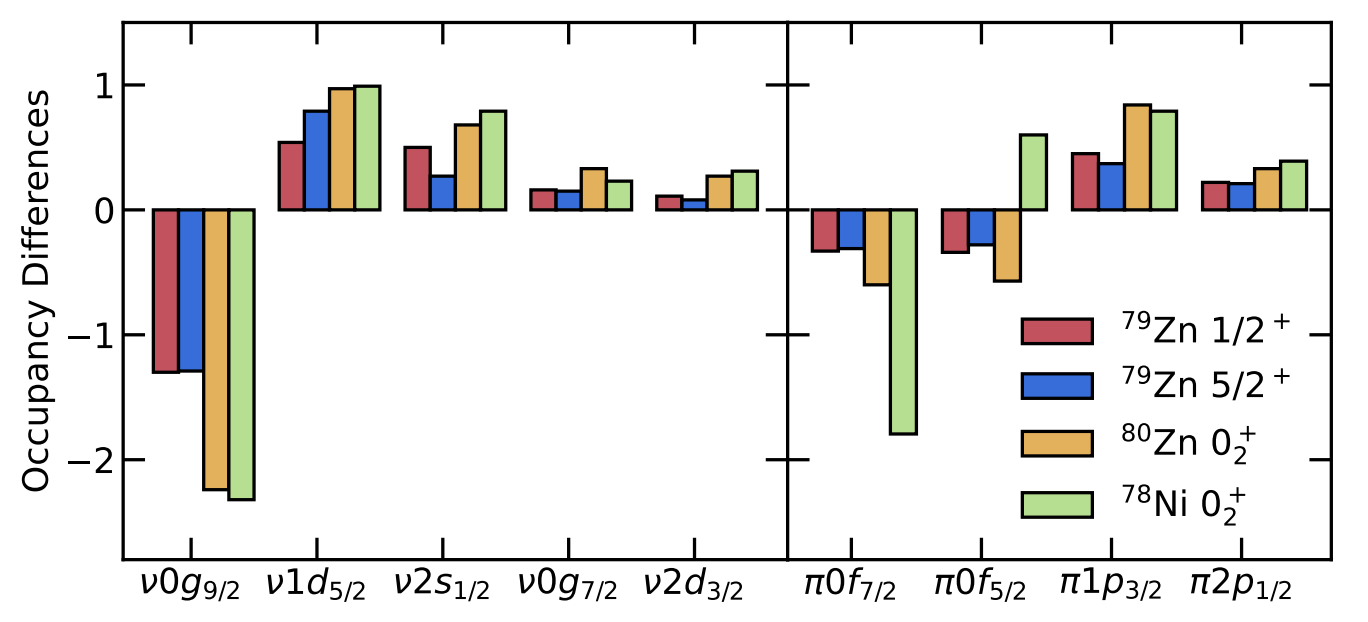 Occupancy Differences
1
0
−1
−2
ν0g9/2 ν1d5/2 ν2s1/2 ν0g7/2 ν2d3/2 π0f7/2 π0f5/2 π1p3/2 π2p1/2
⁷⁹Zn 1/2⁺
⁷⁹Zn 5/2⁺
⁸⁰Zn 0₂⁺
⁷⁸Ni 0₂⁺